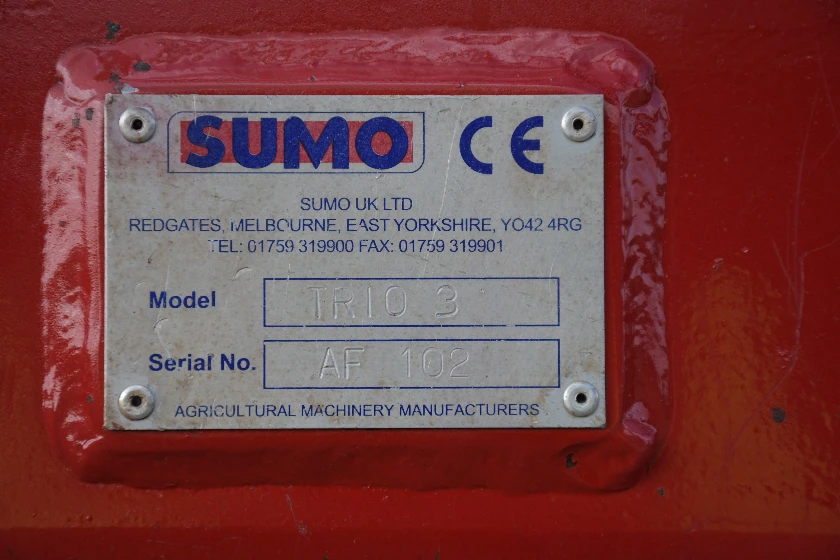 SUMO CE
SUMO UK LTD
REDGATES, MELBOURNE, EAST YORKSHIRE, YO42 4RG
TEL: 01759 319900 FAX: 01759 319901
Model TRIO 3
Serial No. AF 102
AGRICULTURAL MACHINERY MANUFACTURERS